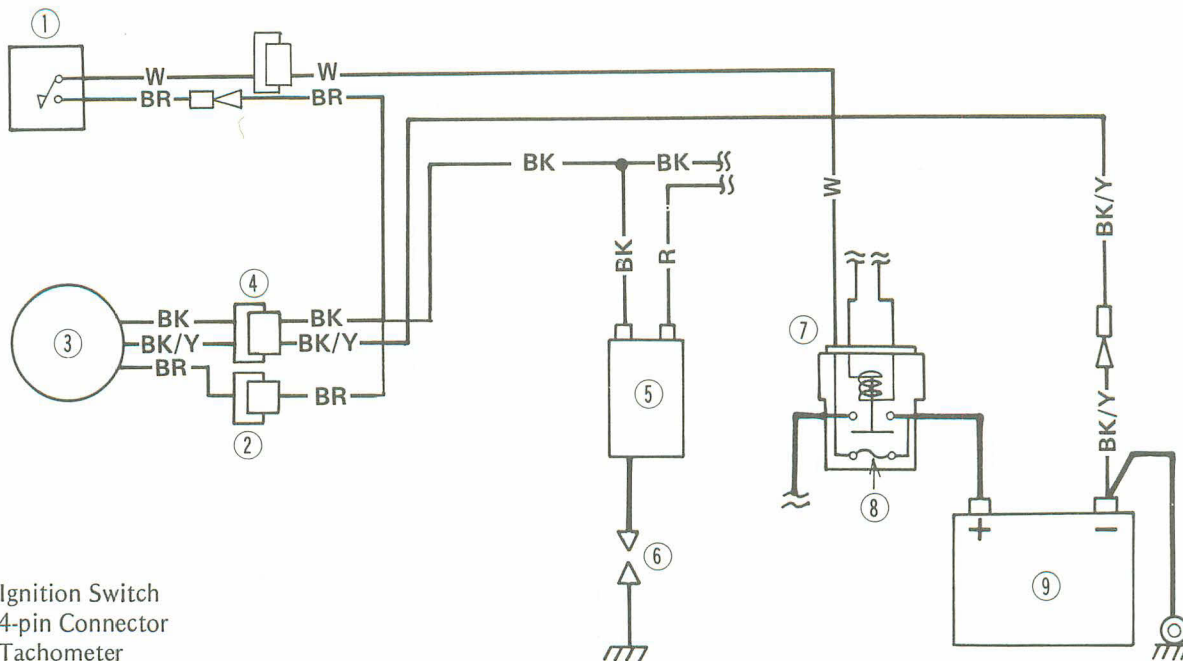 1
W
W
BR
BR
BK
BK
W
BK/Y
BK
R
4
7
3
BK
BK
BK/Y
BK/Y
BR
BR
2
5
BK/Y
8
+
−
6
9
Ignition Switch
4-pin Connector
Tachometer